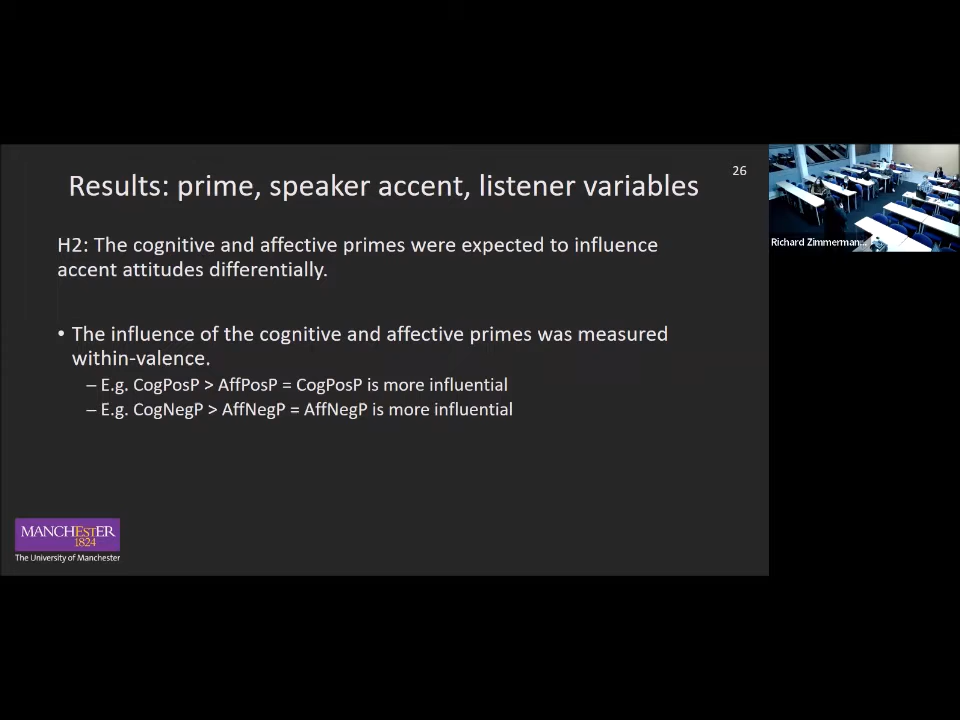 26
Results: prime, speaker accent, listener variables
H2: The cognitive and affective primes were expected to influence
accent attitudes differentially.
• The influence of the cognitive and affective primes was measured
within-valence.
– E.g. CogPosP > AffPosP = CogPosP is more influential
– E.g. CogNegP > AffNegP = AffNegP is more influential
MANCHESTER
1824
The University of Manchester
Richard Zimmerman...